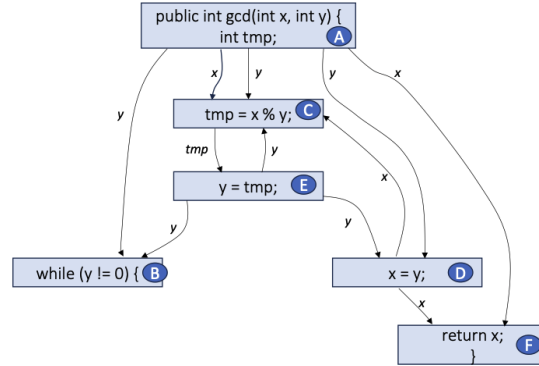 public int gcd(int x, int y) {
int tmp;
A
x
y
y
x
y
tmp = x % y;
C
tmp
y
x
y = tmp;
E
y
y
while (y != 0) {
B
x = y;
D
x
return x;
}
F